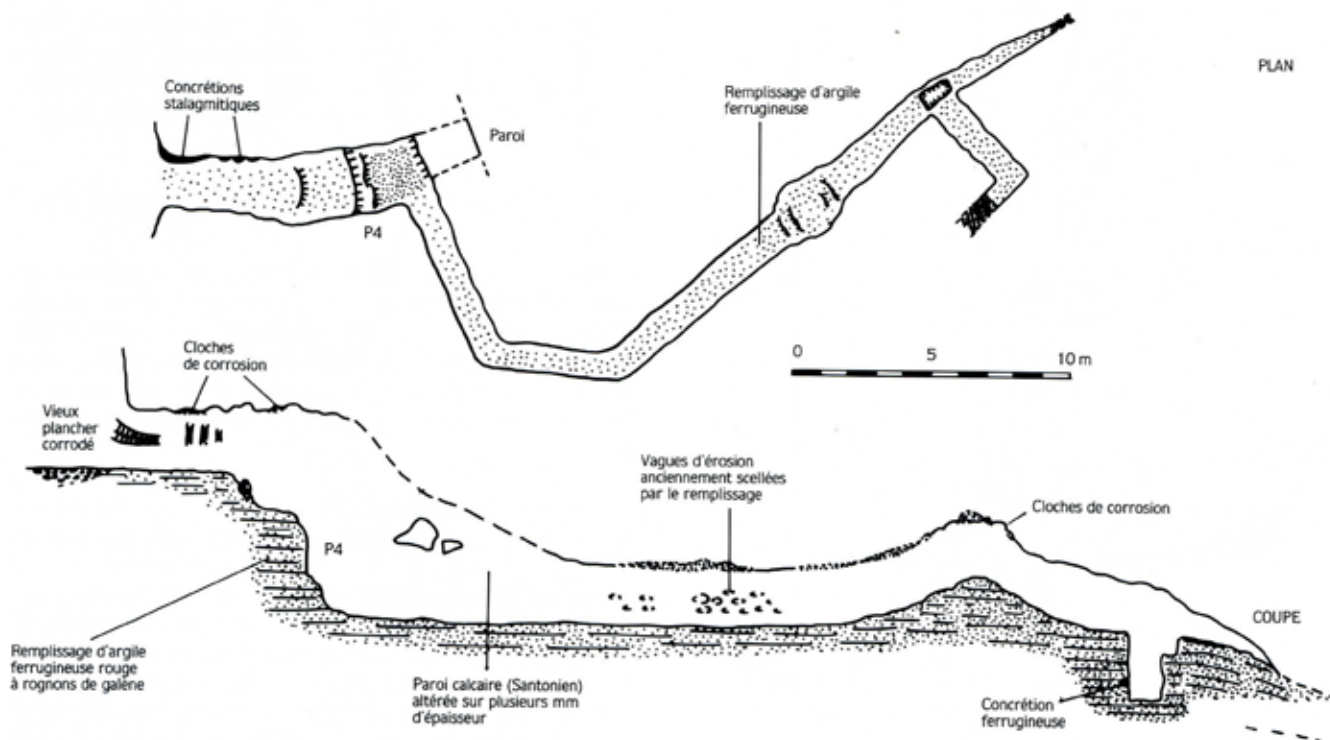 PLAN
Concrétions
stalagmitiques
Remplissage d'argile
ferrugineuse
Paroi
P4
0 5 10 m
Cloches
de corrosion
Vieux
plancher
corrodé
Vagues d'érosion
anciennement scellées
par le remplissage
Cloches de corrosion
P4
COUPE
Remplissage d'argile
ferrugineuse rouge
à rognons de galène
Paroi calcaire (Santonien)
altérée sur plusieurs mm
d'épaisseur
Concrétion
ferrugineuse